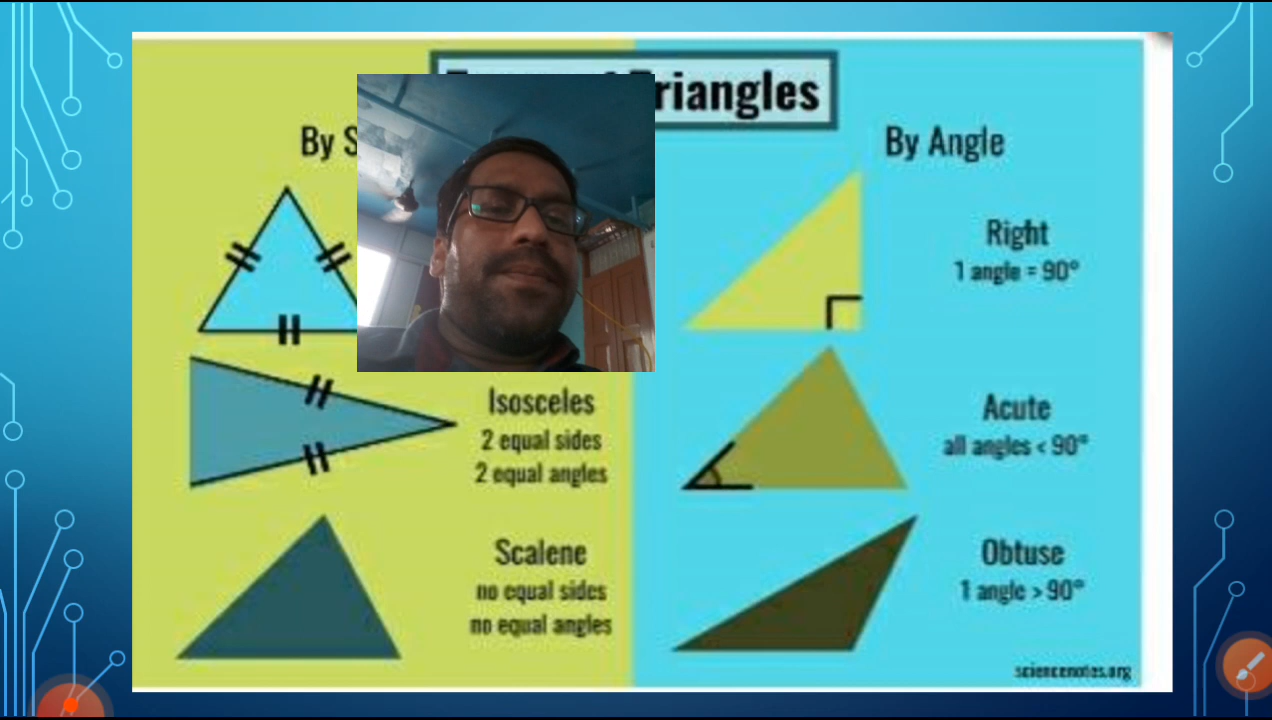 riangles
By S
By Angle
Right
1 angle = 90°
Isosceles
2 equal sides
2 equal angles
Acute
all angles < 90°
Scalene
no equal sides
no equal angles
Obtuse
1 angle > 90°
sciencenotes.org